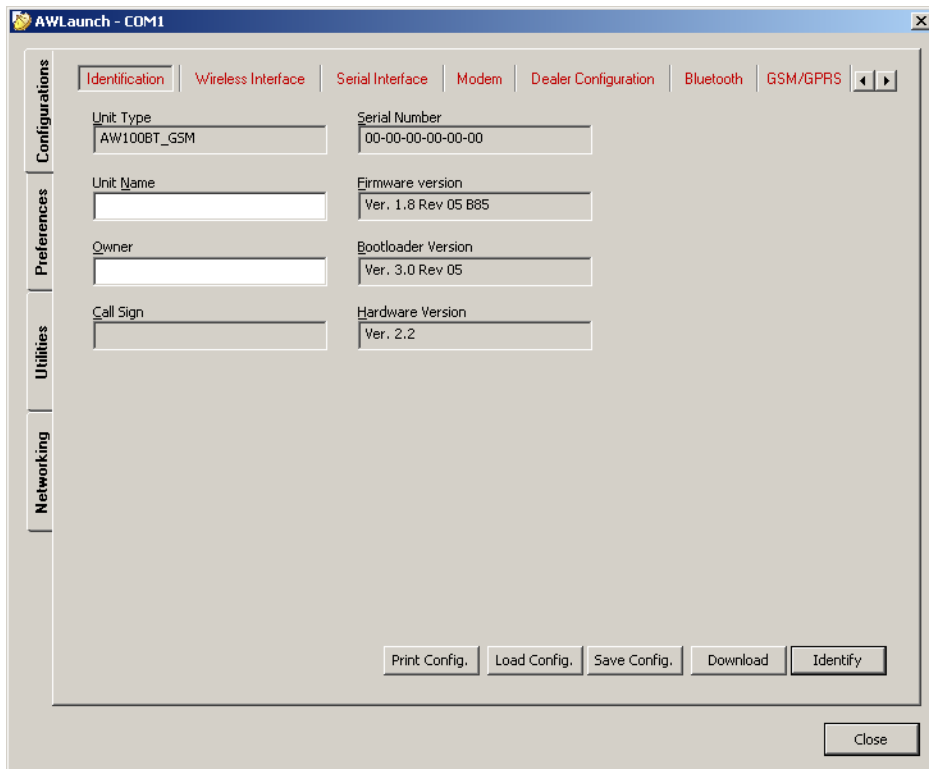 AWLaunch - COM1
Configurations
Preferences
Utilities
Networking
Identification Wireless Interface Serial Interface Modem Dealer Configuration Bluetooth GSM/GPRS
Unit Type Serial Number
AW100BT_GSM 00-00-00-00-00-00
Unit Name Firmware version
Ver. 1.8 Rev 05 B85
Owner Bootloader Version
Ver. 3.0 Rev 05
Call Sign Hardware Version
Ver. 2.2
Print Config. Load Config. Save Config. Download Identify
Close